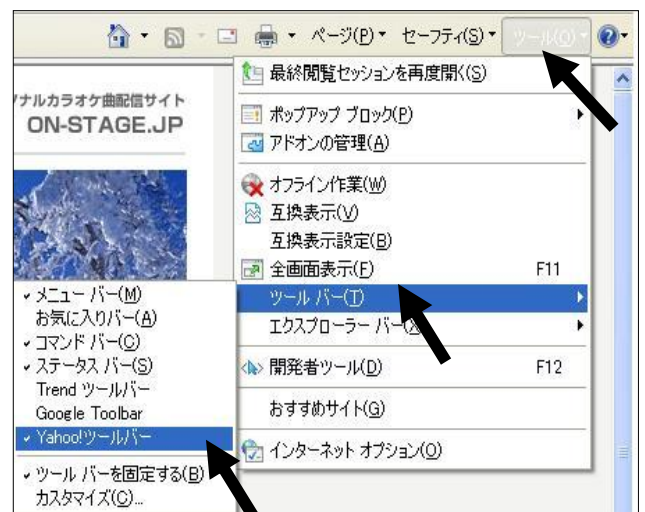 ページ(P) セーフティ(S) ツール(O)
最終閲覧セッションを再度開く(S)
ナルカラオケ曲配信サイト
ON-STAGE.JP
ポップアップ ブロック(P)
アドオンの管理(A)
オフライン作業(W)
互換表示(V)
互換表示設定(B)
全画面表示(F) F11
ツール バー(T)
エクスプローラー バー(X)
開発者ツール(D) F12
おすすめサイト(G)
インターネット オプション(O)
メニュー バー(M)
お気に入りバー(A)
コマンド バー(C)
ステータス バー(S)
Trend ツールバー
Google Toolbar
Yahoo!ツールバー
ツール バーを固定する(B)
カスタマイズ(C)...